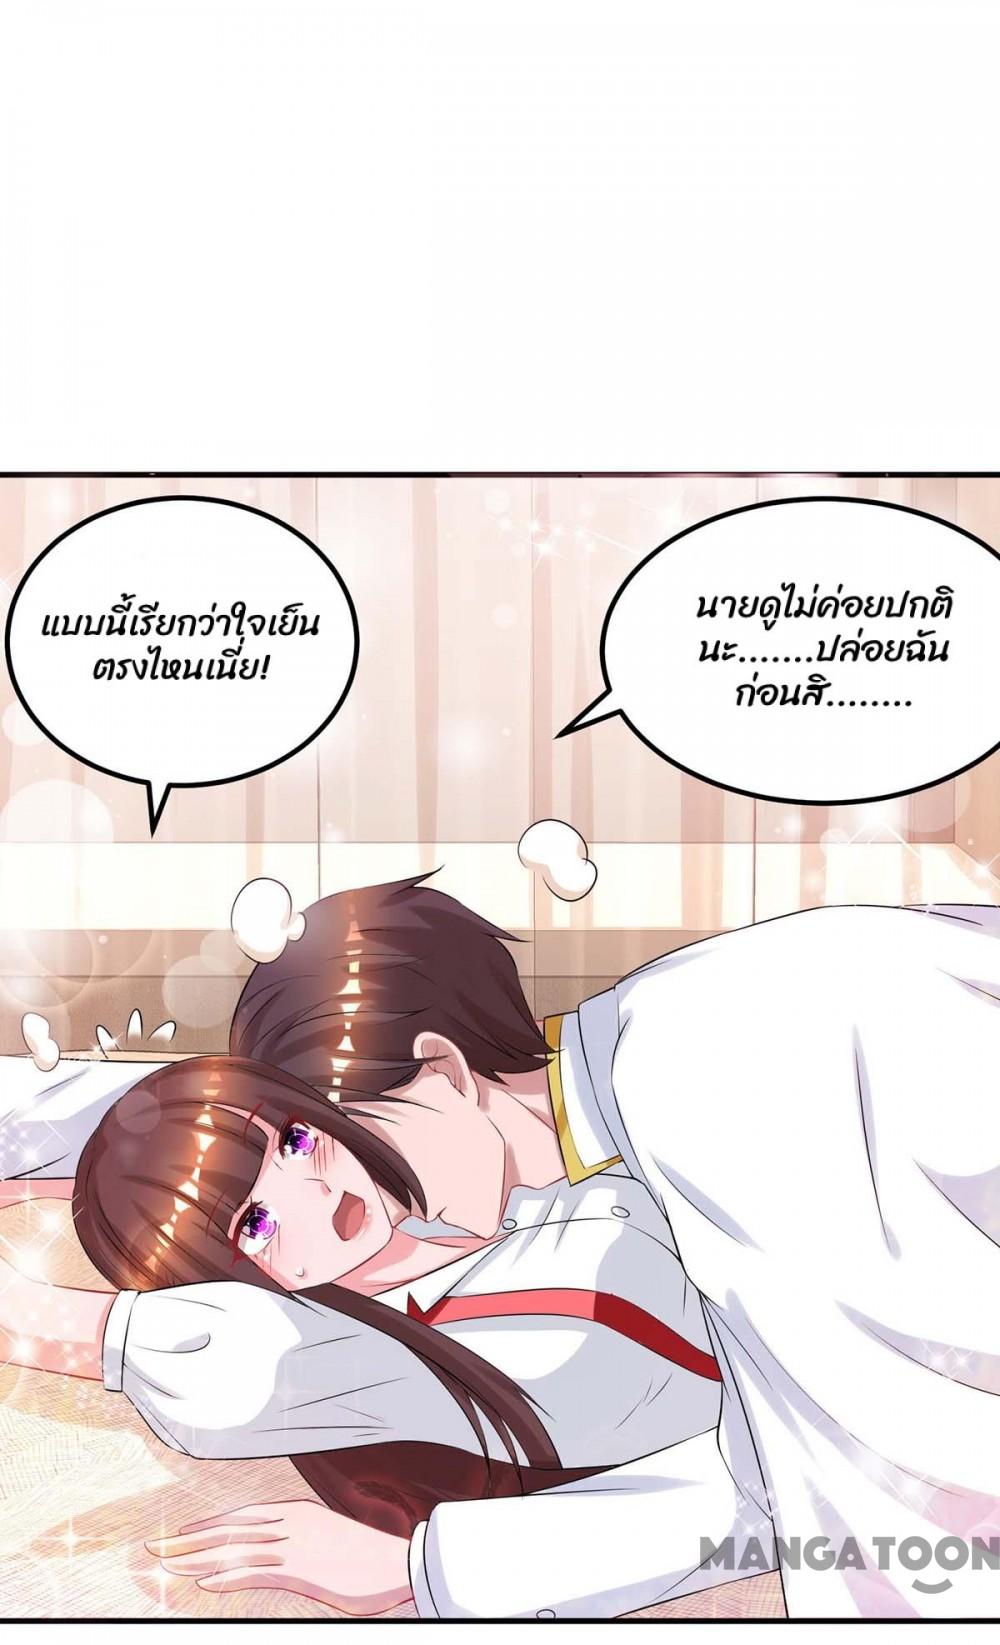 แบบนี้เรียกว่าใจเย็น
ตรงไหนเนี่ย!
นายดูไม่ค่อยปกติ
นะ.......ปล่อยฉัน
ก่อนสิ........
MANGATOON